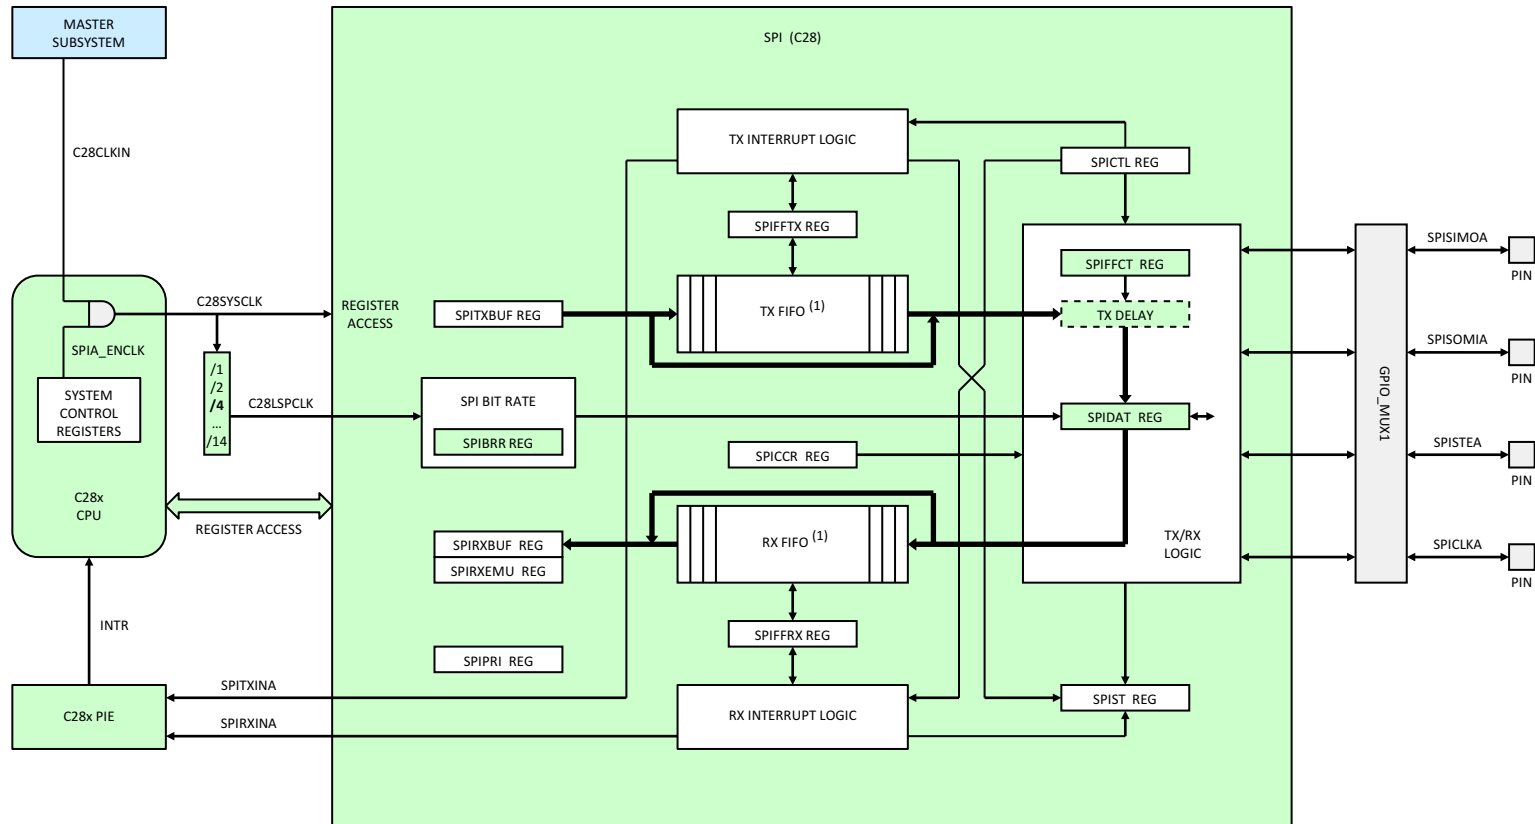 MASTER
SUBSYSTEM
SPI (C28)
C28CLKIN
TX INTERRUPT LOGIC
SPICTL REG
SPIFFTX REG
SPISIMOA
PIN
SPIFFCT REG
C28SYSCLK
REGISTER
ACCESS
SPITXBUF REG
TX FIFO (1)
TX DELAY
SPIA_ENCLK
SPISOMIA
PIN
SYSTEM
CONTROL
REGISTERS
/1
/2
/4
...
/14
C28LSPCLK
SPI BIT RATE
SPIBRR REG
SPIDAT REG
GPIO_MUX1
SPICCR REG
SPISTEA
PIN
C28x
CPU
REGISTER ACCESS
SPIRXBUF REG
SPIRXEMU REG
RX FIFO (1)
TX/RX
LOGIC
SPICLKA
PIN
INTR
SPIFFRX REG
SPIPRI REG
SPITXINA
C28x PIE
SPIRXINA
RX INTERRUPT LOGIC
SPIST REG